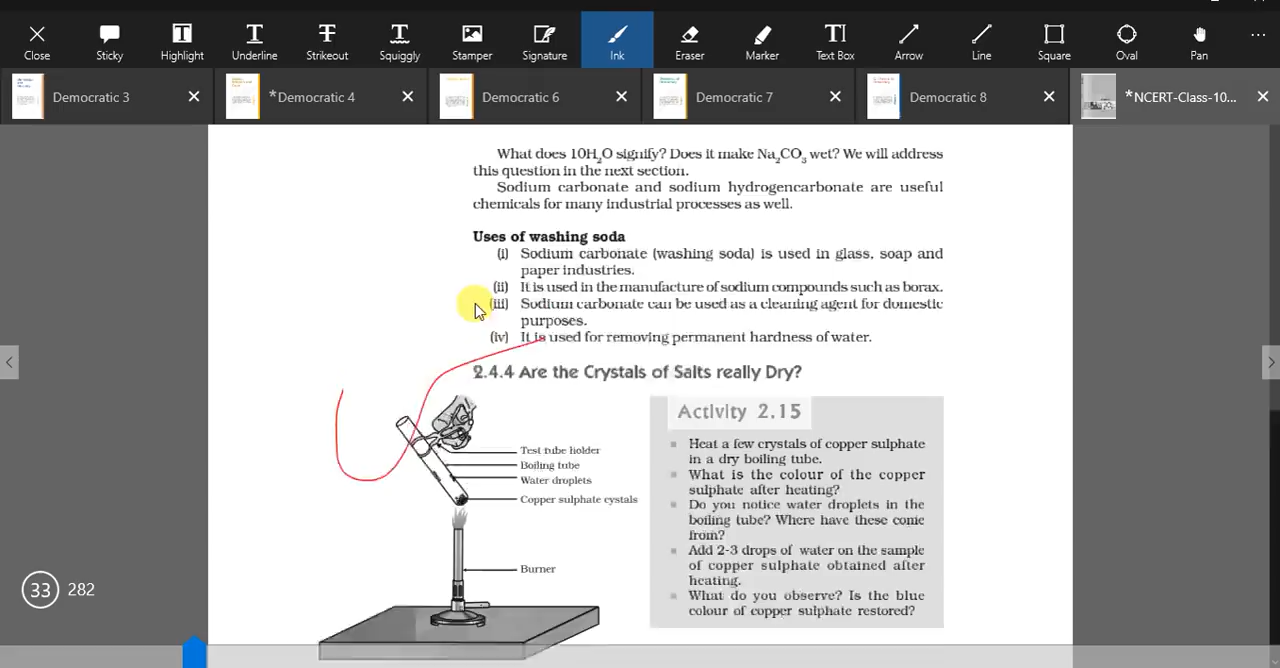 Close
Sticky
Highlight
Underline
Strikeout
Squiggly
Stamper
Signature
Ink
Eraser
Marker
Text Box
Arrow
Line
Square
Oval
Pan
Democratic 3
*Democratic 4
Democratic 6
Democratic 7
Democratic 8
*NCERT-Class-10...
What does 10H₂O signify? Does it make Na₂CO₃ wet? We will address
this question in the next section.
Sodium carbonate and sodium hydrogencarbonate are useful
chemicals for many industrial processes as well.
Uses of washing soda
(i) Sodium carbonate (washing soda) is used in glass, soap and
paper industries.
(ii) It is used in the manufacture of sodium compounds such as borax.
(iii) Sodium carbonate can be used as a cleaning agent for domestic
purposes.
(iv) It is used for removing permanent hardness of water.
2.4.4 Are the Crystals of Salts really Dry?
Test tube holder
Boiling tube
Water droplets
Copper sulphate cystals
Burner
Activity 2.15
Heat a few crystals of copper sulphate
in a dry boiling tube.
What is the colour of the copper
sulphate after heating?
Do you notice water droplets in the
boiling tube? Where have these come
from?
Add 2-3 drops of water on the sample
of copper sulphate obtained after
heating.
What do you observe? Is the blue
colour of copper sulphate restored?
33 282